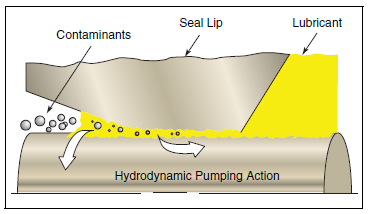 Seal Lip
Lubricant
Contaminants
Hydrodynamic Pumping Action